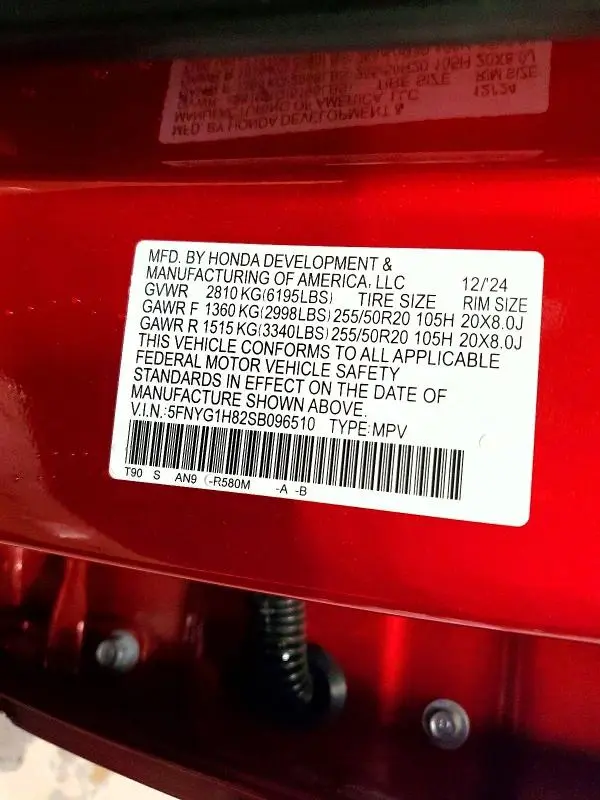 MFD. BY HONDA DEVELOPMENT &
MANUFACTURING OF AMERICA, LLC 12/'24
GVWR 2810 KG(6195LBS) TIRE SIZE RIM SIZE
GAWR F 1360 KG(2998LBS) 255/50R20 105H 20X8.0J
GAWR R 1515 KG(3340LBS) 255/50R20 105H 20X8.0J
THIS VEHICLE CONFORMS TO ALL APPLICABLE
FEDERAL MOTOR VEHICLE SAFETY
STANDARDS IN EFFECT ON THE DATE OF
MANUFACTURE SHOWN ABOVE.
V.I.N.:5FNYG1H82SB096510 TYPE:MPV
T90 S AN9 (-R580M -A -B